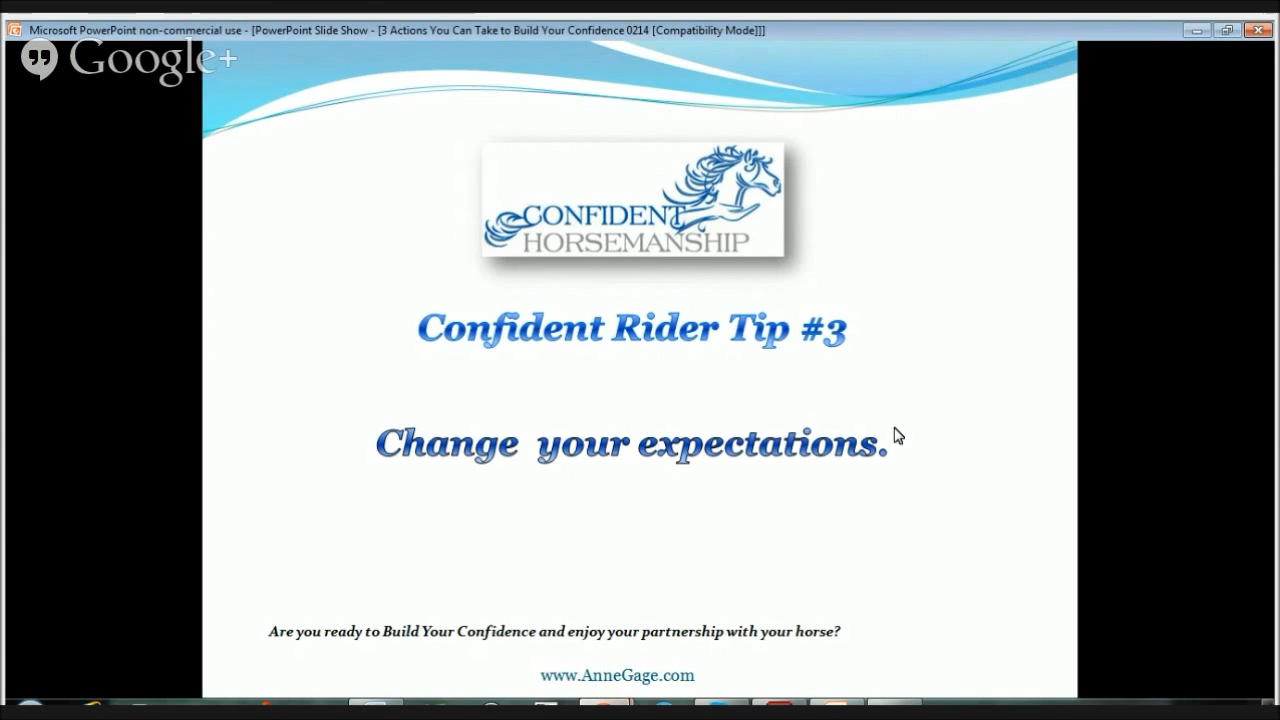 Microsoft PowerPoint non-commercial use - [PowerPoint Slide Show - [3 Actions You Can Take to Build Your Confidence 0214 [Compatibility Mode]]]
Google+
CONFIDENT
HORSEMANSHIP
Confident Rider Tip #3
Change your expectations.
Are you ready to Build Your Confidence and enjoy your partnership with your horse?
www.AnneGage.com